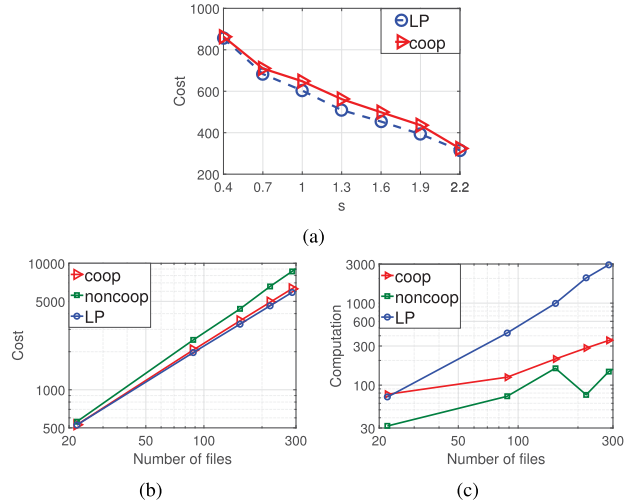 1000
800
600
400
200
Cost
LP
coop
0.4 0.7 1 1.3 1.6 1.9 2.2
s
(a)
10000
5000
1000
500
Cost
coop
noncoop
LP
20 50 100 300
Number of files
(b)
3000
1000
600
300
100
60
30
Computation
coop
noncoop
LP
20 50 100 300
Number of files
(c)